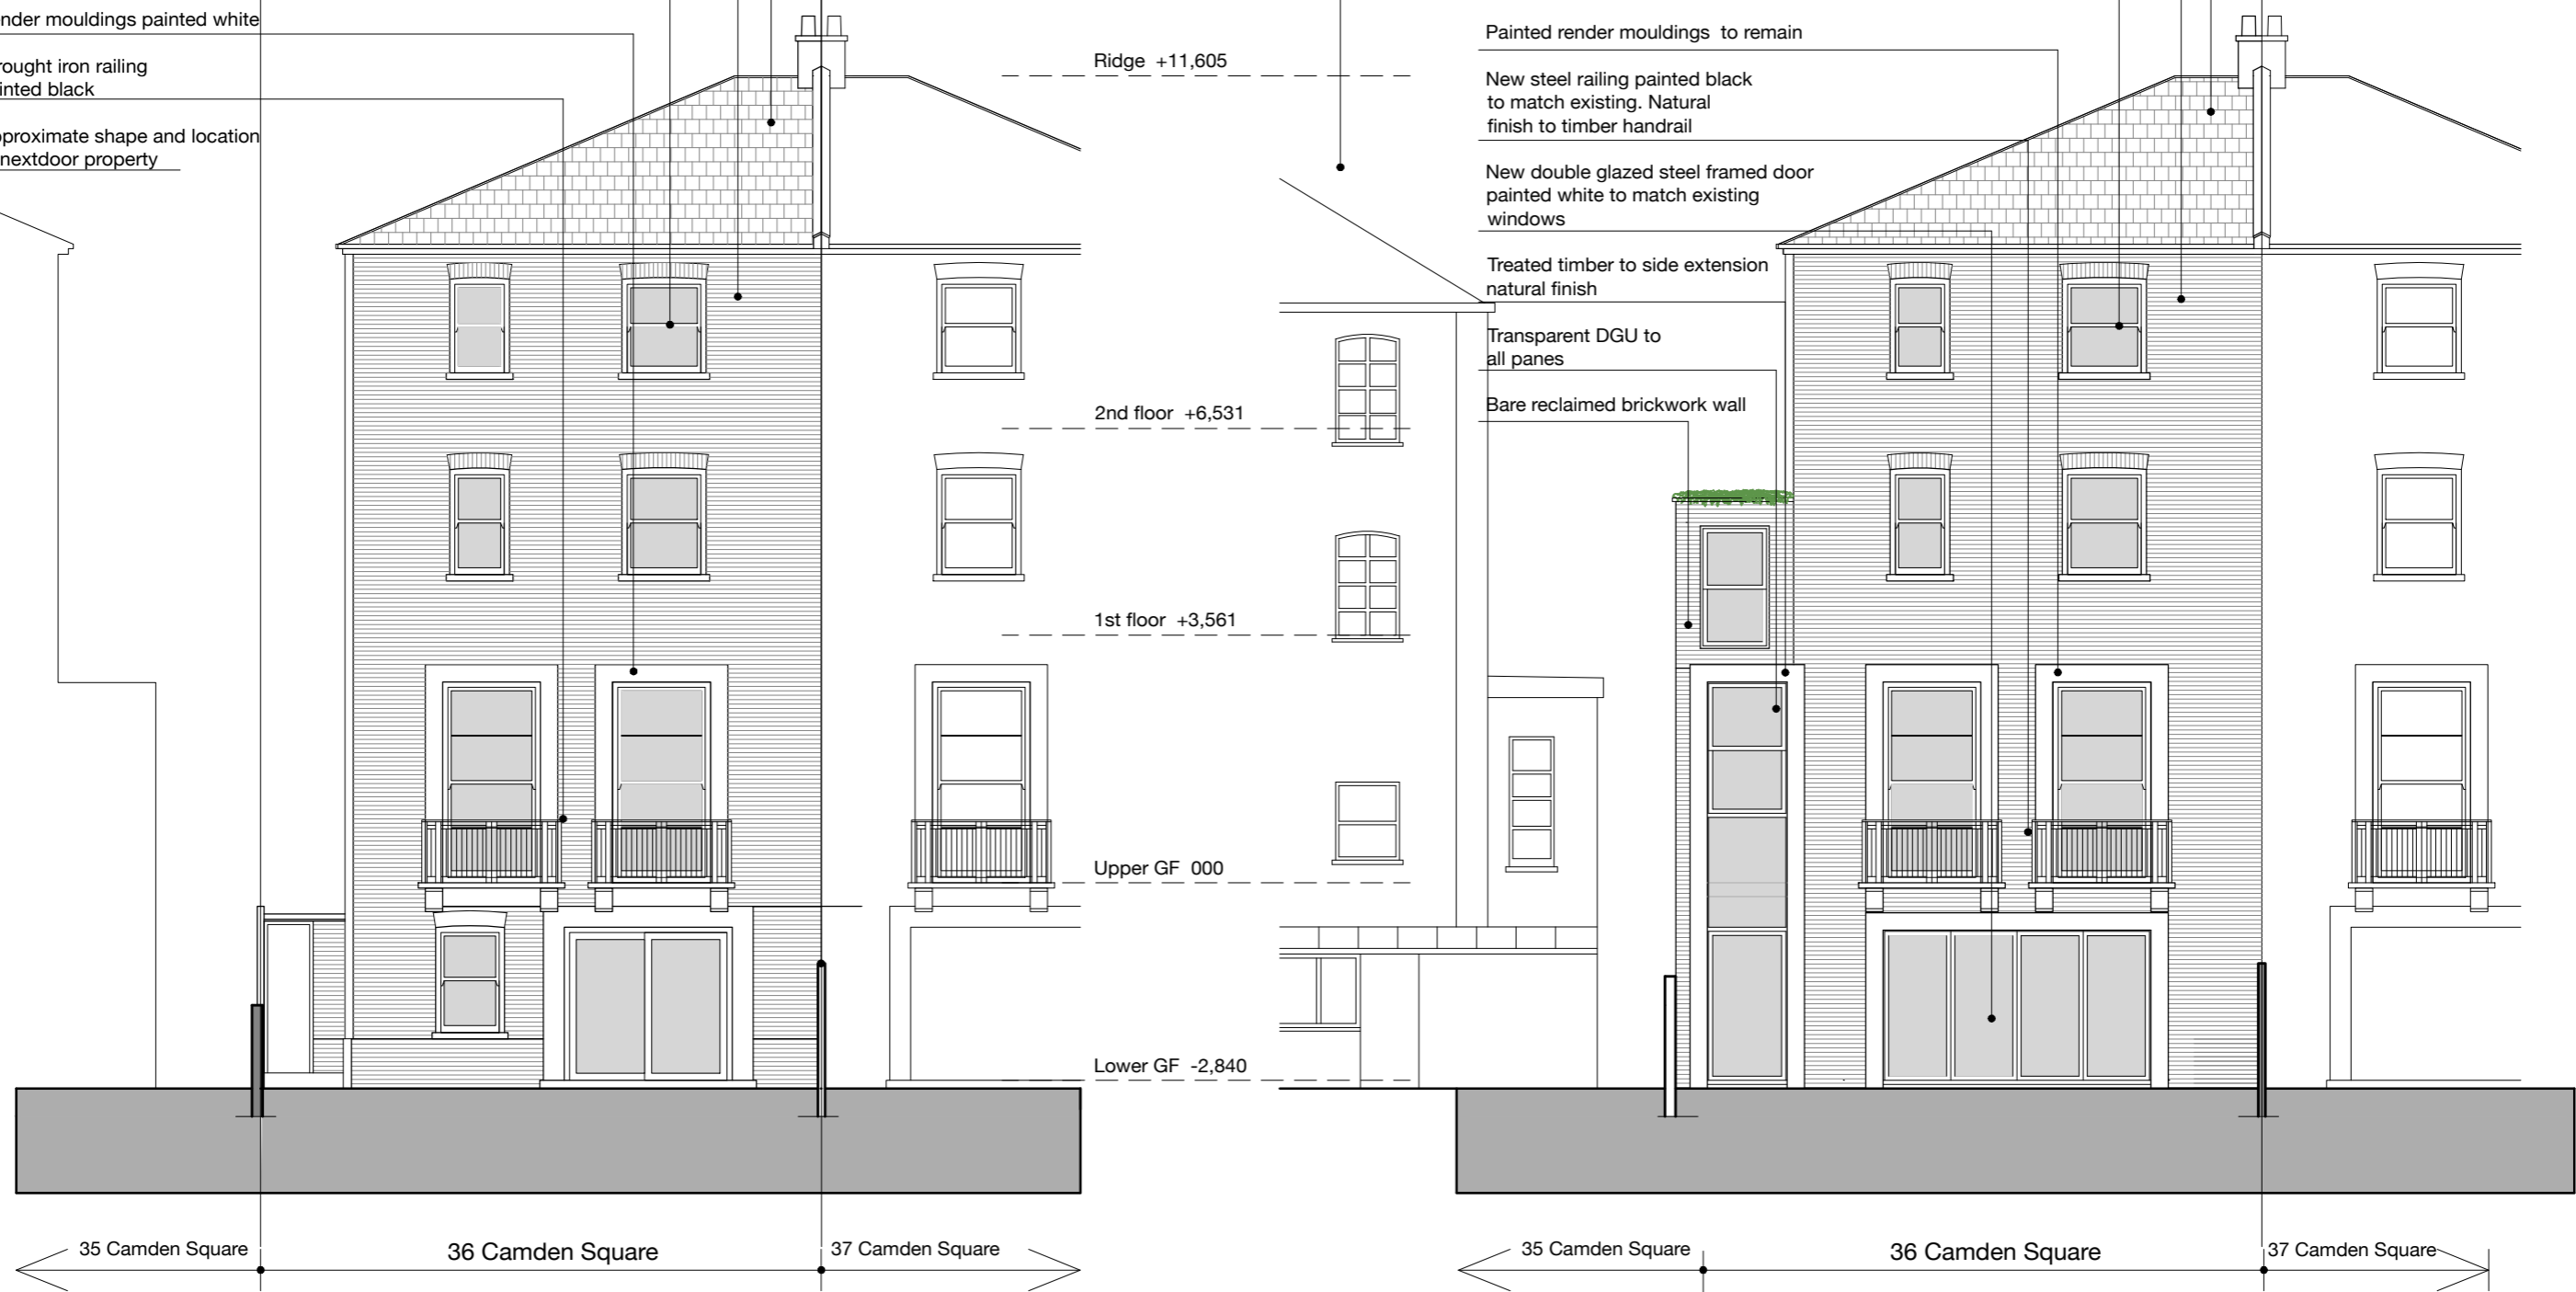 nder mouldings painted white
rought iron railing
inted black
pproximate shape and location
nextdoor property
Ridge +11,605
2nd floor +6,531
1st floor +3,561
Upper GF 000
Lower GF -2,840
Painted render mouldings to remain
New steel railing painted black
to match existing. Natural
finish to timber handrail
New double glazed steel framed door
painted white to match existing
windows
Treated timber to side extension
natural finish
Transparent DGU to
all panes
Bare reclaimed brickwork wall
35 Camden Square
36 Camden Square
37 Camden Square
35 Camden Square
36 Camden Square
37 Camden Square